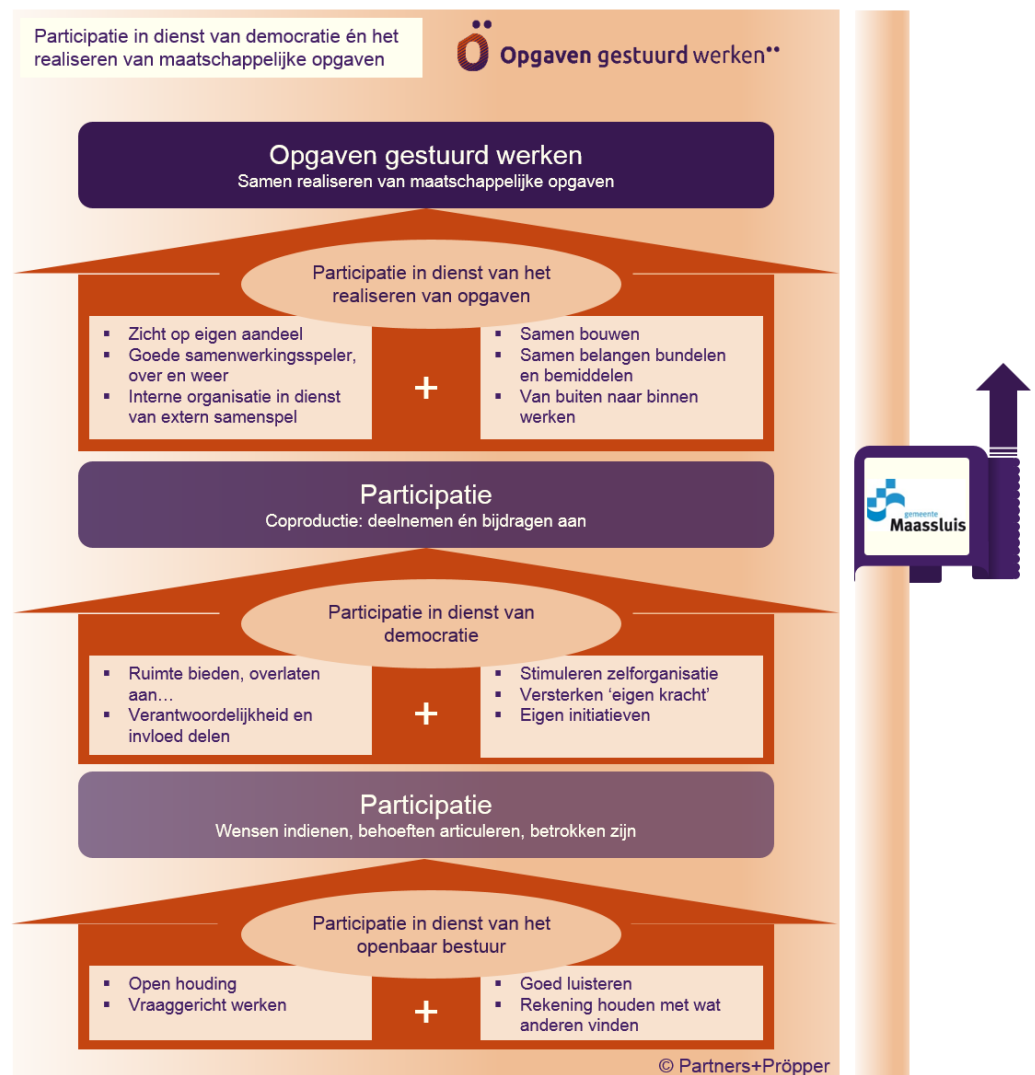 Participatie in dienst van democratie én het
realiseren van maatschappelijke opgaven
Opgaven gestuurd werken
Opgaven gestuurd werken
Samen realiseren van maatschappelijke opgaven
Participatie in dienst van het
realiseren van opgaven
▪ Zicht op eigen aandeel
▪ Goede samenwerkingsspeler,
over en weer
▪ Interne organisatie in dienst
van extern samenspel
+
▪ Samen bouwen
▪ Samen belangen bundelen
en bemiddelen
▪ Van buiten naar binnen
werken
Participatie
Coproductie: deelnemen én bijdragen aan
gemeente
Maassluis
Participatie in dienst van
democratie
▪ Ruimte bieden, overlaten
aan…
▪ Verantwoordelijkheid en
invloed delen
+
▪ Stimuleren zelforganisatie
▪ Versterken ‘eigen kracht’
▪ Eigen initiatieven
Participatie
Wensen indienen, behoeften articuleren, betrokken zijn
Participatie in dienst van het
openbaar bestuur
▪ Open houding
▪ Vraaggericht werken
+
▪ Goed luisteren
▪ Rekening houden met wat
anderen vinden
© Partners+Pröpper